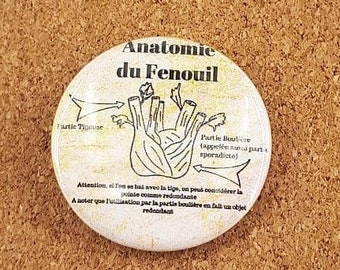 Anatomie
du Fenouil
Partie Tigeuse
Partie Boulière
(appelée aussi partie
sporadicte)
Attention, si l'on se bat avec la tige, on peut considérer la
pointe comme redondante
A noter que l'utilisation par la partie boulière en fait un objet
redondant